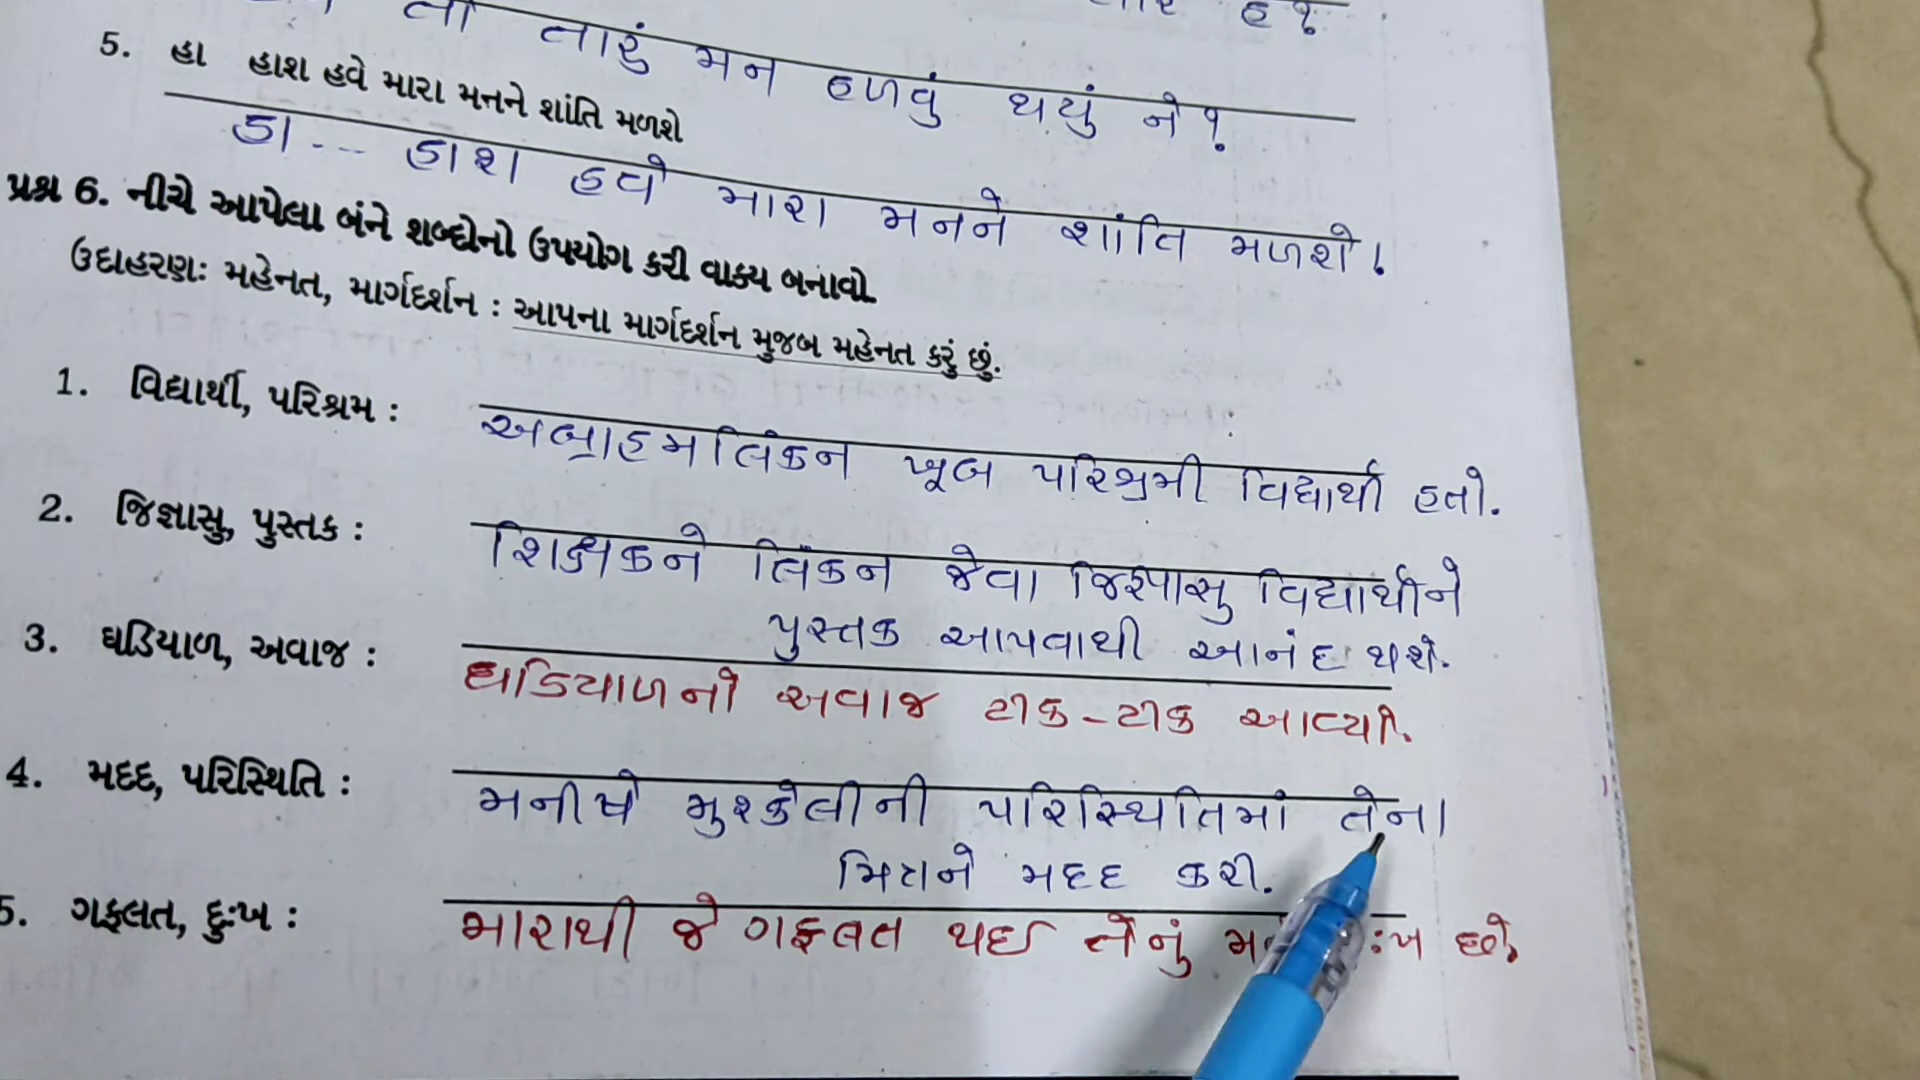 તારું મન હળવું થયું ને?
5. હા હાશ હવે મારા મનને શાંતિ મળશે
હા... હાશ હવે મારા મનને શાંતિ મળશે!
પ્રશ્ન 6. નીચે આપેલા બંને શબ્દોનો ઉપયોગ કરી વાક્ય બનાવો.
ઉદાહરણઃ મહેનત, માર્ગદર્શન : આપના માર્ગદર્શન મુજબ મહેનત કરું છું.
1. વિદ્યાર્થી, પરિશ્રમ : અબ્રાહમલિંકન ખૂબ પરિશ્રમી વિદ્યાર્થી હતો.
2. જિજ્ઞાસુ, પુસ્તક : શિક્ષકને લિંકન જેવા જિજ્ઞાસુ વિદ્યાર્થીને
પુસ્તક આપવાથી આનંદ થશે.
3. ઘડિયાળ, અવાજ : ઘડિયાળનો અવાજ ટીક-ટીક આવ્યો.
4. મદદ, પરિસ્થિતિ : મનીષે મુશ્કેલીની પરિસ્થિતિમાં તેના
મિત્રને મદદ કરી.
5. ગફલત, દુઃખ : મારાથી જે ગફલત થઈ તેનું